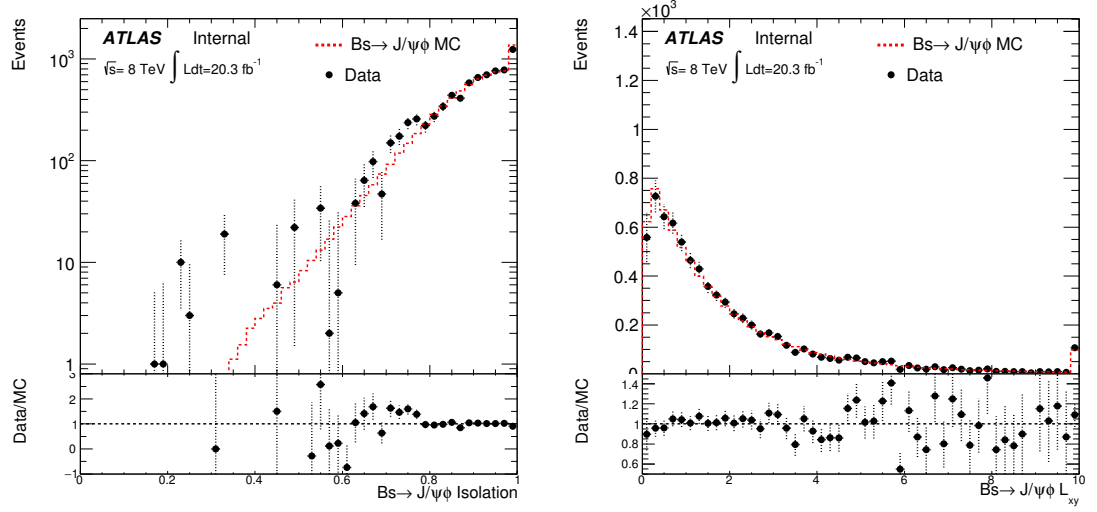 Events
ATLAS Internal
√s= 8 TeV ∫ Ldt=20.3 fb⁻¹
Bs→ J/ψϕ MC
Data
10³
10²
10
1
Data/MC
3
2
1
0
−1
0 0.2 0.4 0.6 0.8 1
Bs→ J/ψϕ Isolation
×10³
Events
ATLAS Internal
√s= 8 TeV ∫ Ldt=20.3 fb⁻¹
Bs→ J/ψϕ MC
Data
1.4
1.2
1
0.8
0.6
0.4
0.2
0
Data/MC
1.4
1.2
1
0.8
0.6
0 2 4 6 8 10
Bs→ J/ψϕ L_xy